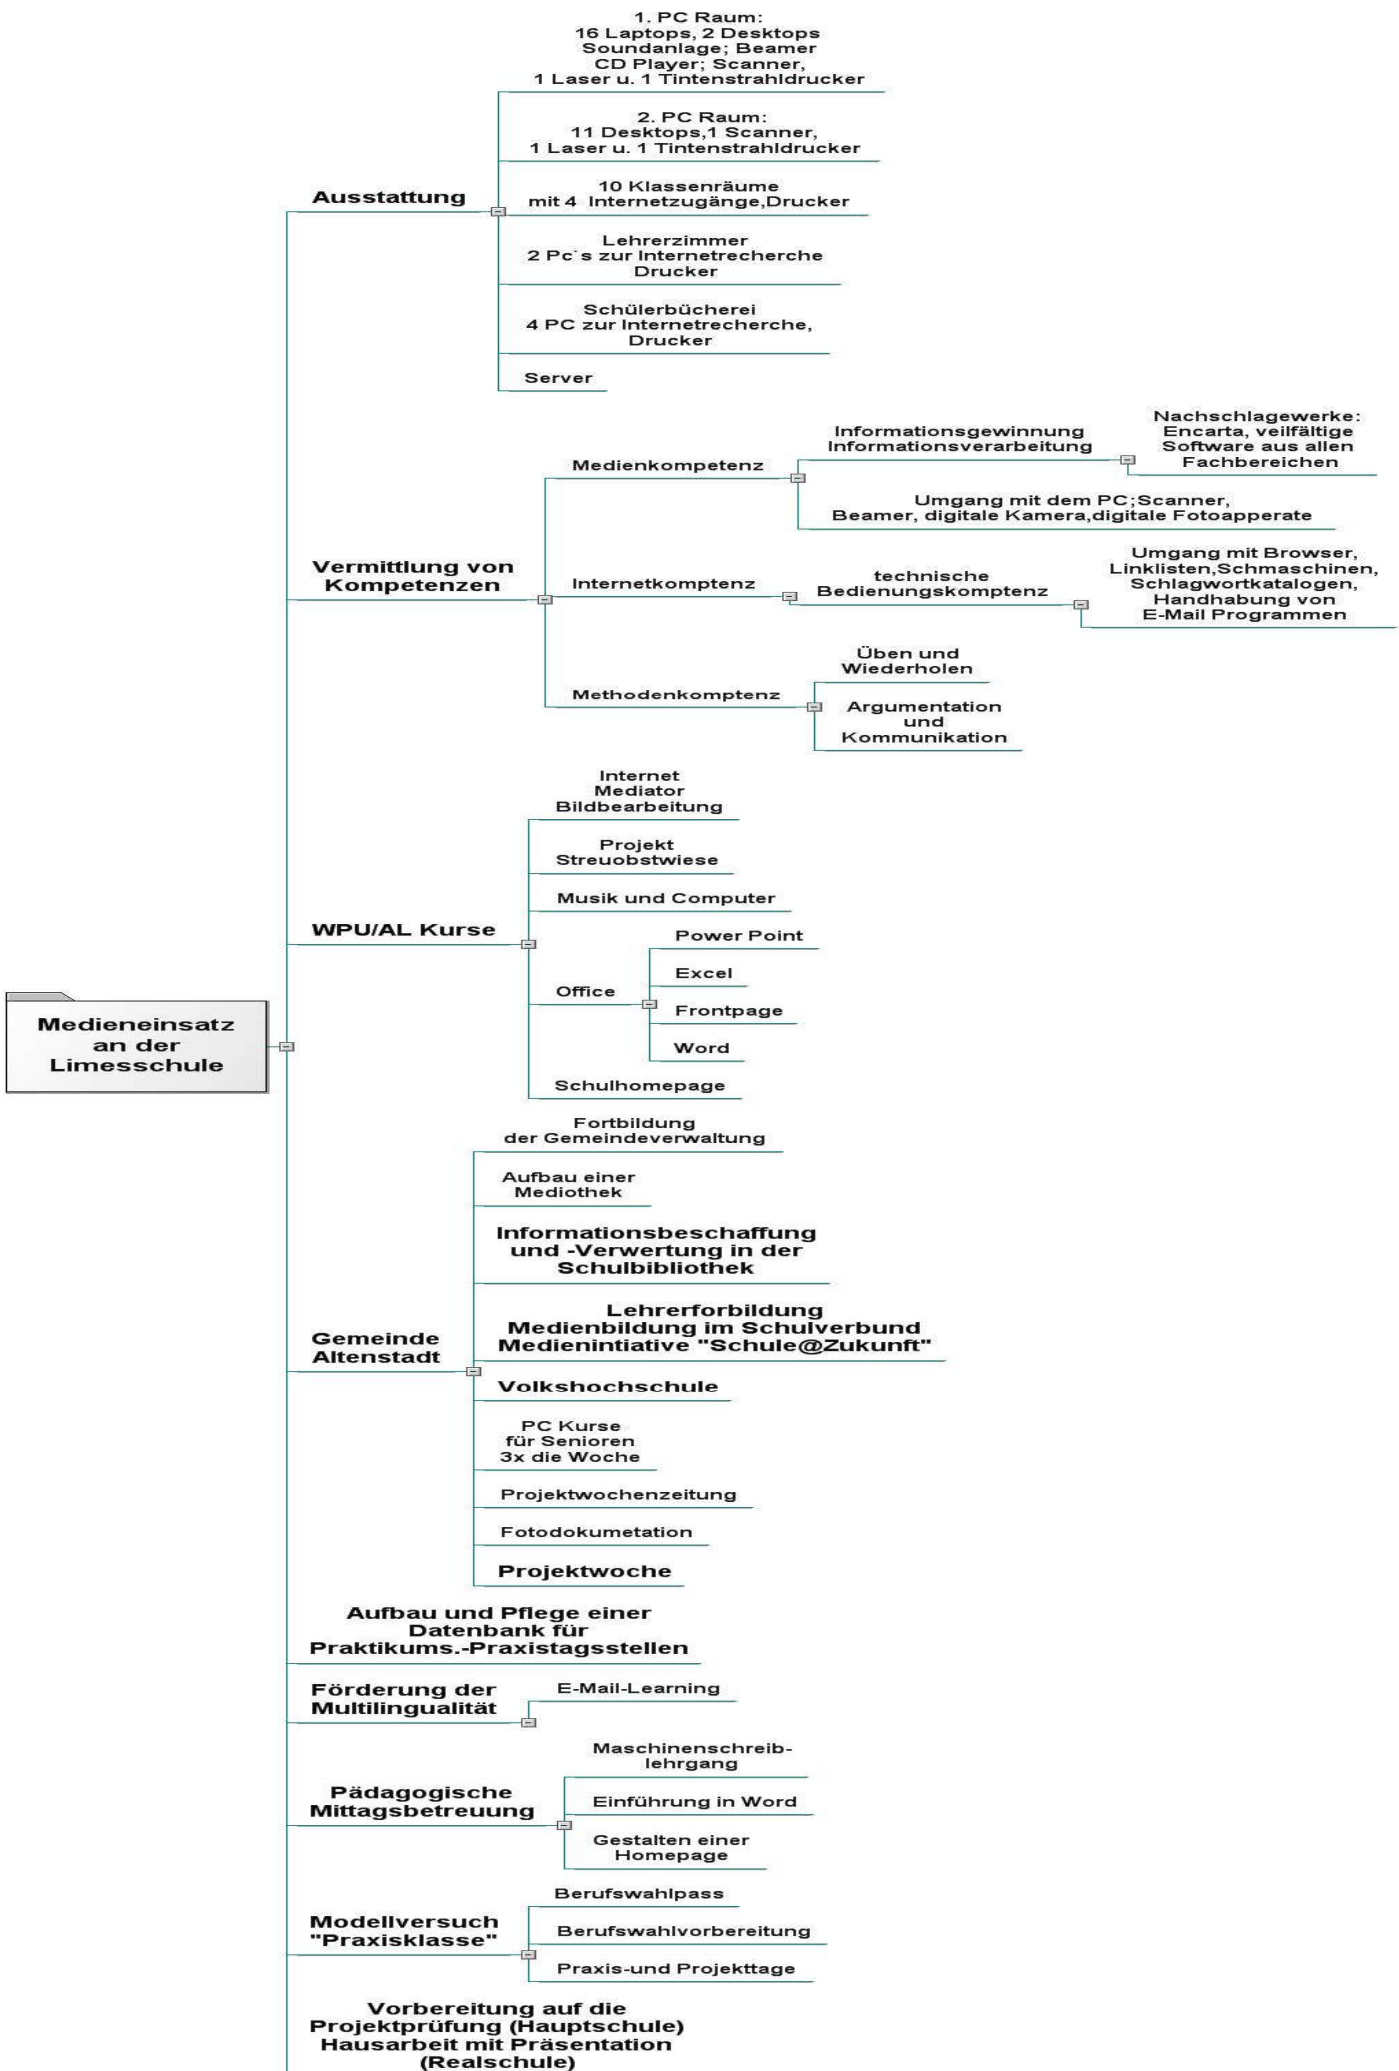 1. PC Raum:
16 Laptops, 2 Desktops
Soundanlage; Beamer
CD Player; Scanner,
1 Laser u. 1 Tintenstrahldrucker
2. PC Raum:
11 Desktops,1 Scanner,
1 Laser u. 1 Tintenstrahldrucker
Ausstattung
10 Klassenräume
mit 4 Internetzugänge,Drucker
Lehrerzimmer
2 Pc`s zur Internetrecherche
Drucker
Schülerbücherei
4 PC zur Internetrecherche,
Drucker
Server
Vermittlung von
Kompetenzen
Medienkompetenz
Informationsgewinnung
Informationsverarbeitung
Nachschlagewerke:
Encarta, veilfältige
Software aus allen
Fachbereichen
Umgang mit dem PC;Scanner,
Beamer, digitale Kamera,digitale Fotoapperate
Internetkomptenz
technische
Bedienungskomptenz
Umgang mit Browser,
Linklisten,Schmaschinen,
Schlagwortkatalogen,
Handhabung von
E-Mail Programmen
Methodenkomptenz
Üben und
Wiederholen
Argumentation
und
Kommunikation
WPU/AL Kurse
Internet
Mediator
Bildbearbeitung
Projekt
Streuobstwiese
Musik und Computer
Office
Power Point
Excel
Frontpage
Word
Schulhomepage
Medieneinsatz
an der
Limesschule
Gemeinde
Altenstadt
Fortbildung
der Gemeindeverwaltung
Aufbau einer
Mediothek
Informationsbeschaffung
und -Verwertung in der
Schulbibliothek
Lehrerforbildung
Medienbildung im Schulverbund
Medienintiative "Schule@Zukunft"
Volkshochschule
PC Kurse
für Senioren
3x die Woche
Projektwochenzeitung
Fotodokumetation
Projektwoche
Aufbau und Pflege einer
Datenbank für
Praktikums.-Praxistagsstellen
Förderung der
Multilingualität
E-Mail-Learning
Pädagogische
Mittagsbetreuung
Maschinenschreib-
lehrgang
Einführung in Word
Gestalten einer
Homepage
Modellversuch
"Praxisklasse"
Berufswahlpass
Berufswahlvorbereitung
Praxis-und Projekttage
Vorbereitung auf die
Projektprüfung (Hauptschule)
Hausarbeit mit Präsentation
(Realschule)